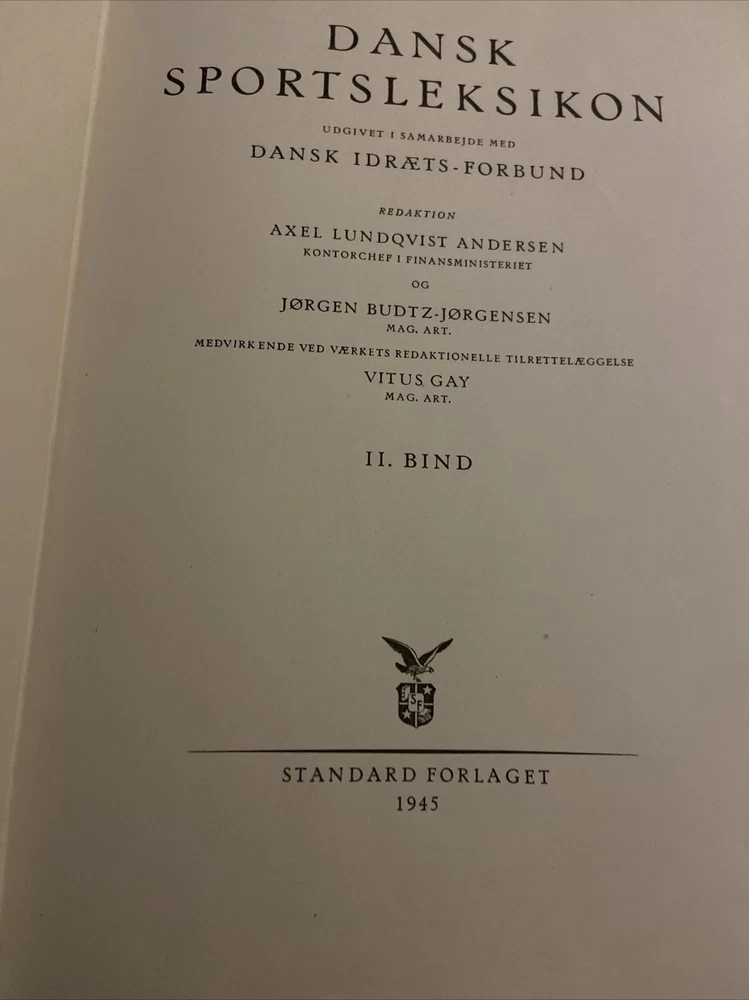 DANSK
SPORTSLEKSIKON
UDGIVET I SAMARBEJDE MED
DANSK IDRÆTS-FORBUND
REDAKTION
AXEL LUNDQVIST ANDERSEN
KONTORCHEF I FINANSMINISTERIET
OG
JØRGEN BUDTZ-JØRGENSEN
MAG. ART.
MEDVIRKENDE VED VÆRKETS REDAKTIONELLE TILRETTELÆGGELSE
VITUS GAY
MAG. ART.
II. BIND
SF
STANDARD FORLAGET
1945